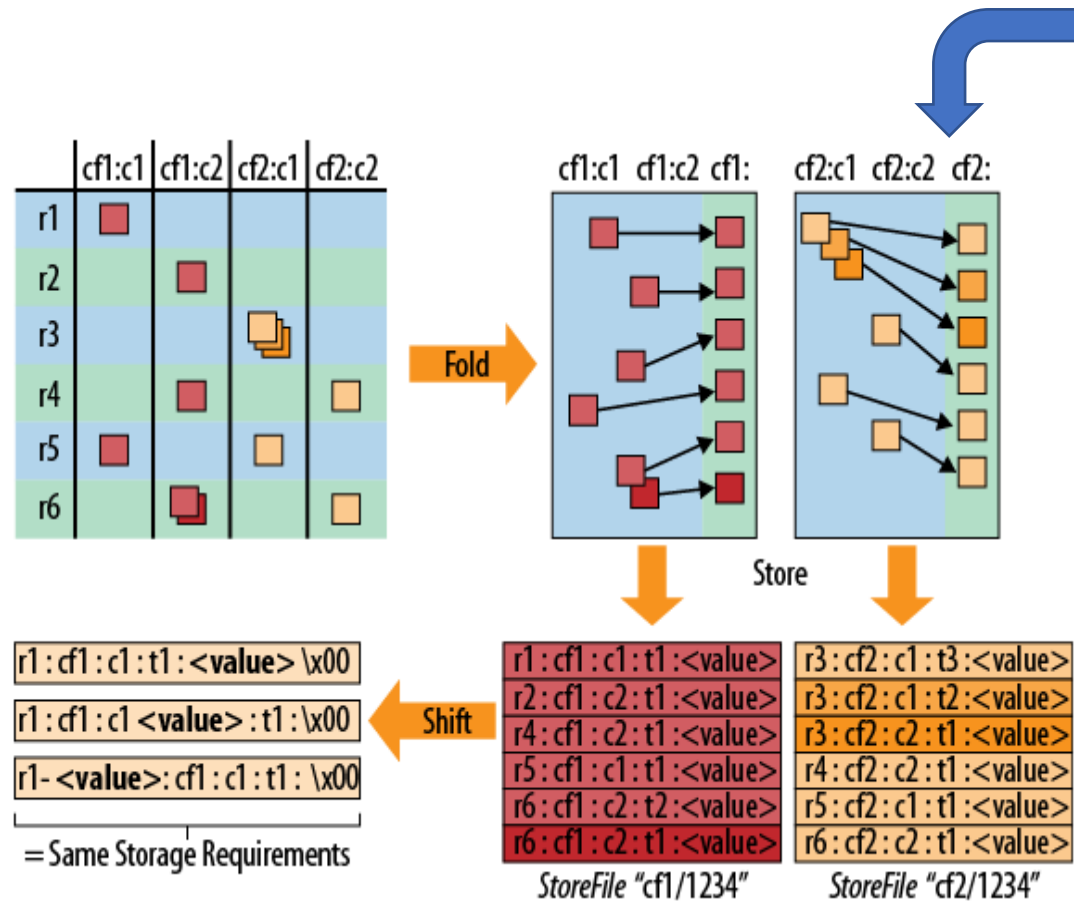 cf1:c1 cf1:c2 cf2:c1 cf2:c2
r1
r2
r3
r4
r5
r6
Fold
cf1:c1 cf1:c2 cf1:
cf2:c1 cf2:c2 cf2:
Store
r1 : cf1 : c1 : t1 : <value>
r2 : cf1 : c2 : t1 : <value>
r4 : cf1 : c2 : t1 : <value>
r5 : cf1 : c1 : t1 : <value>
r6 : cf1 : c2 : t2 : <value>
r6 : cf1 : c2 : t1 : <value>
StoreFile “cf1/1234”
r3 : cf2 : c1 : t3 : <value>
r3 : cf2 : c1 : t2 : <value>
r3 : cf2 : c2 : t1 : <value>
r4 : cf2 : c2 : t1 : <value>
r5 : cf2 : c1 : t1 : <value>
r6 : cf2 : c2 : t1 : <value>
StoreFile “cf2/1234”
Shift
r1 : cf1 : c1 : t1 : <value> \x00
r1 : cf1 : c1 <value> : t1 : \x00
r1- <value> : cf1 : c1 : t1 : \x00
= Same Storage Requirements